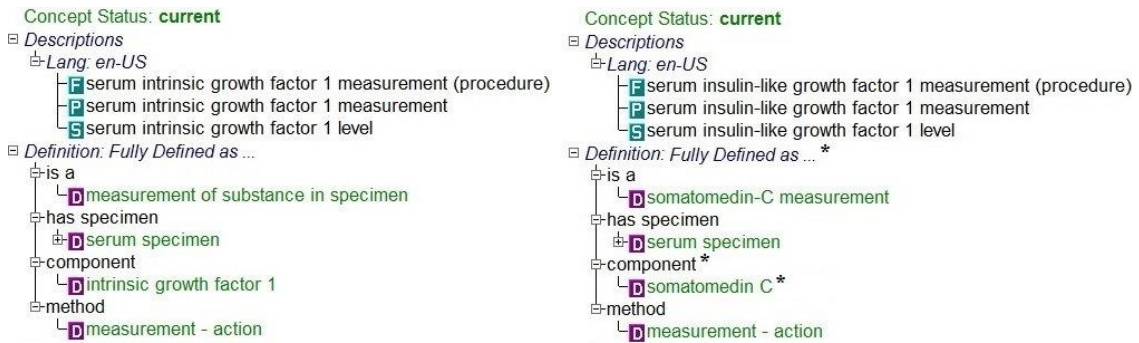 Concept Status: current
Descriptions
Lang: en-US
F serum intrinsic growth factor 1 measurement (procedure)
P serum intrinsic growth factor 1 measurement
S serum intrinsic growth factor 1 level
Definition: Fully Defined as ...
is a
D measurement of substance in specimen
has specimen
D serum specimen
component
D intrinsic growth factor 1
method
D measurement - action
Concept Status: current
Descriptions
Lang: en-US
F serum insulin-like growth factor 1 measurement (procedure)
P serum insulin-like growth factor 1 measurement
S serum insulin-like growth factor 1 level
Definition: Fully Defined as ... *
is a
D somatomedin-C measurement
has specimen
D serum specimen
component *
D somatomedin C *
method
D measurement - action